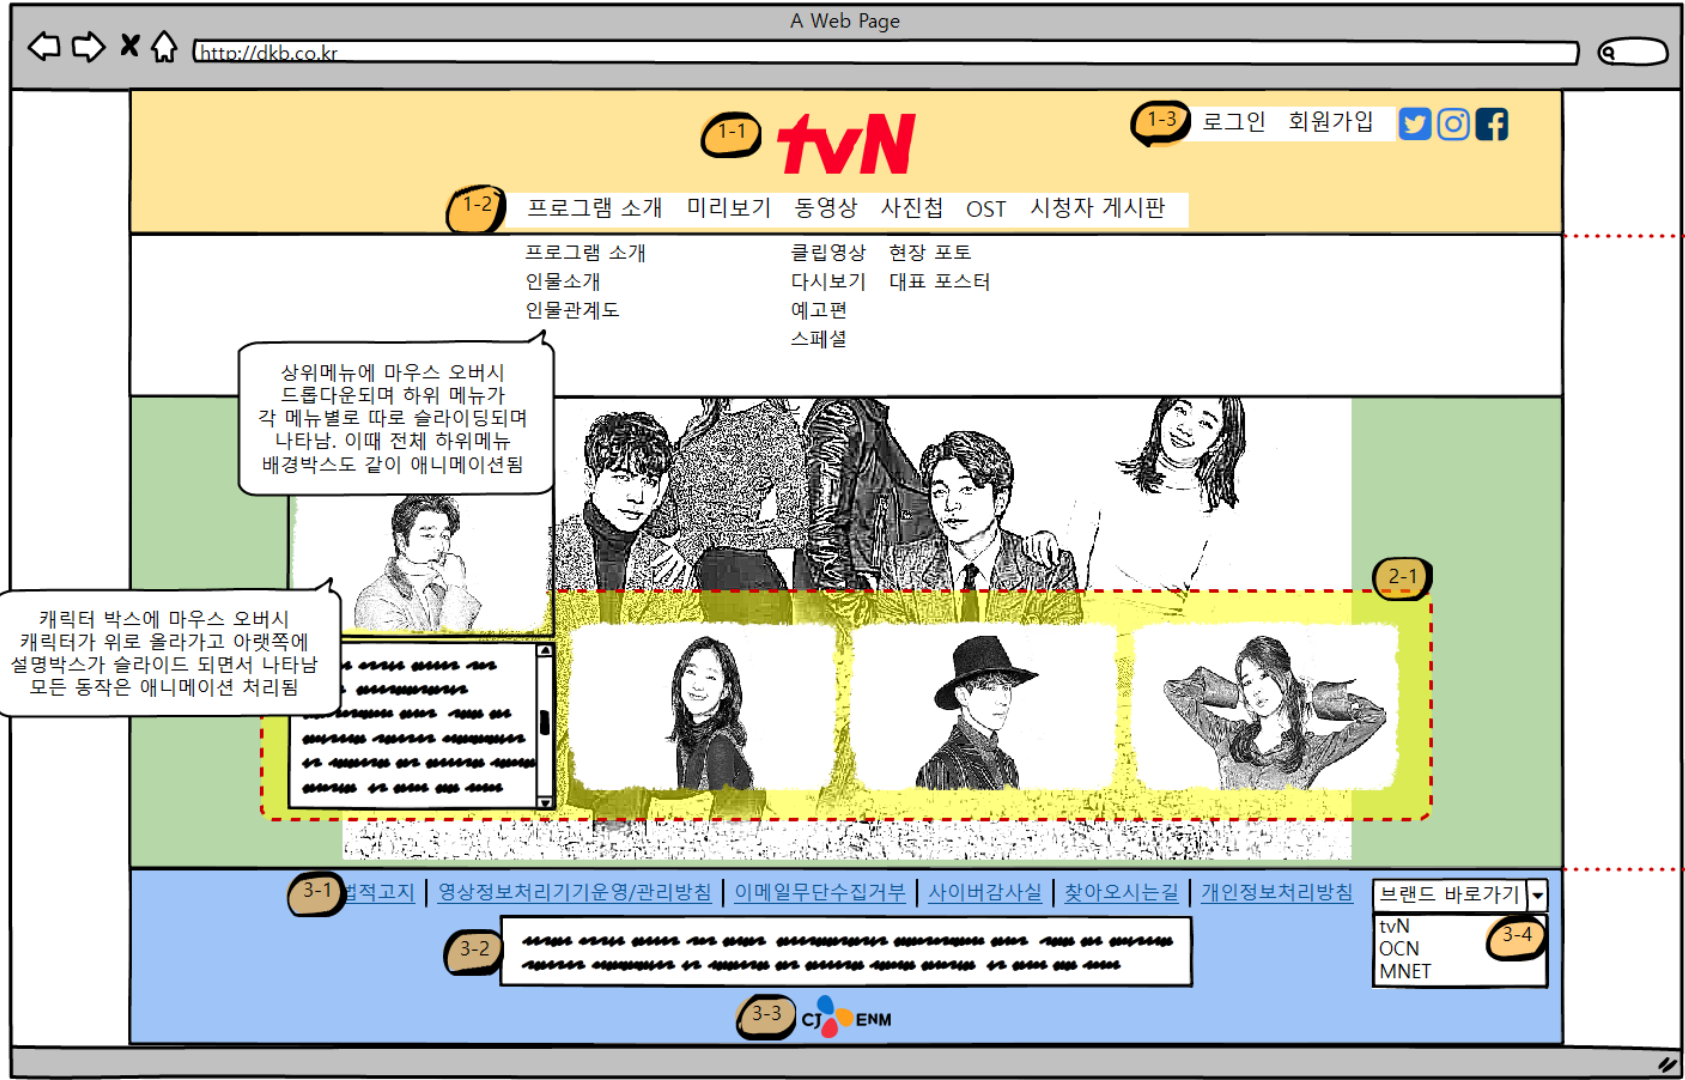 A Web Page
http://dkb.co.kr
1-1
tvN
1-3
로그인 회원가입
1-2
프로그램 소개 미리보기 동영상 사진첩 OST 시청자 게시판
프로그램 소개
인물소개
인물관계도
클립영상
다시보기
예고편
스페셜
현장 포토
대표 포스터
상위메뉴에 마우스 오버시
드롭다운되며 하위 메뉴가
각 메뉴별로 따로 슬라이딩되며
나타남. 이때 전체 하위메뉴
배경박스도 같이 애니메이션됨
2-1
캐릭터 박스에 마우스 오버시
캐릭터가 위로 올라가고 아랫쪽에
설명박스가 슬라이드 되면서 나타남
모든 동작은 애니메이션 처리됨
3-1
법적고지 | 영상정보처리기기운영/관리방침 | 이메일무단수집거부 | 사이버감사실 | 찾아오시는길 | 개인정보처리방침
브랜드 바로가기
tvN
OCN
MNET
3-4
3-2
3-3
CJ ENM